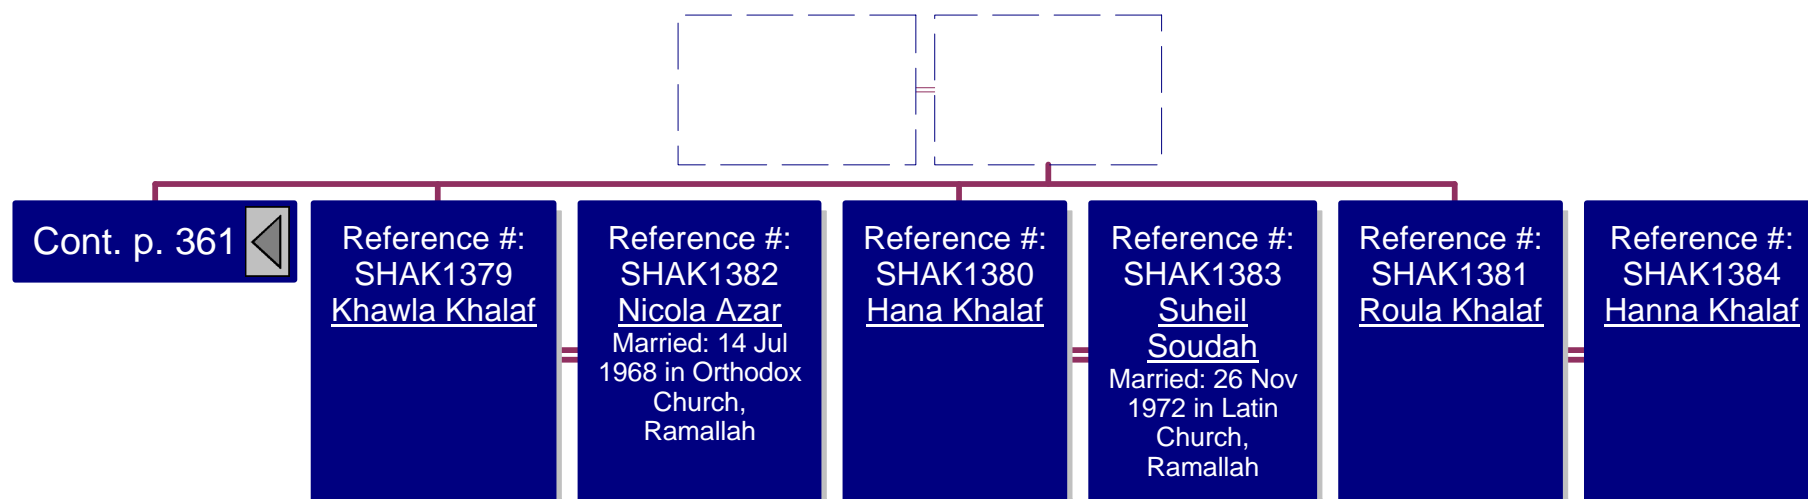 Cont. p. 361
Reference #:
SHAK1379
Khawla Khalaf
Reference #:
SHAK1382
Nicola Azar
Married: 14 Jul
1968 in Orthodox
Church,
Ramallah
Reference #:
SHAK1380
Hana Khalaf
Reference #:
SHAK1383
Suheil
Soudah
Married: 26 Nov
1972 in Latin
Church,
Ramallah
Reference #:
SHAK1381
Roula Khalaf
Reference #:
SHAK1384
Hanna Khalaf